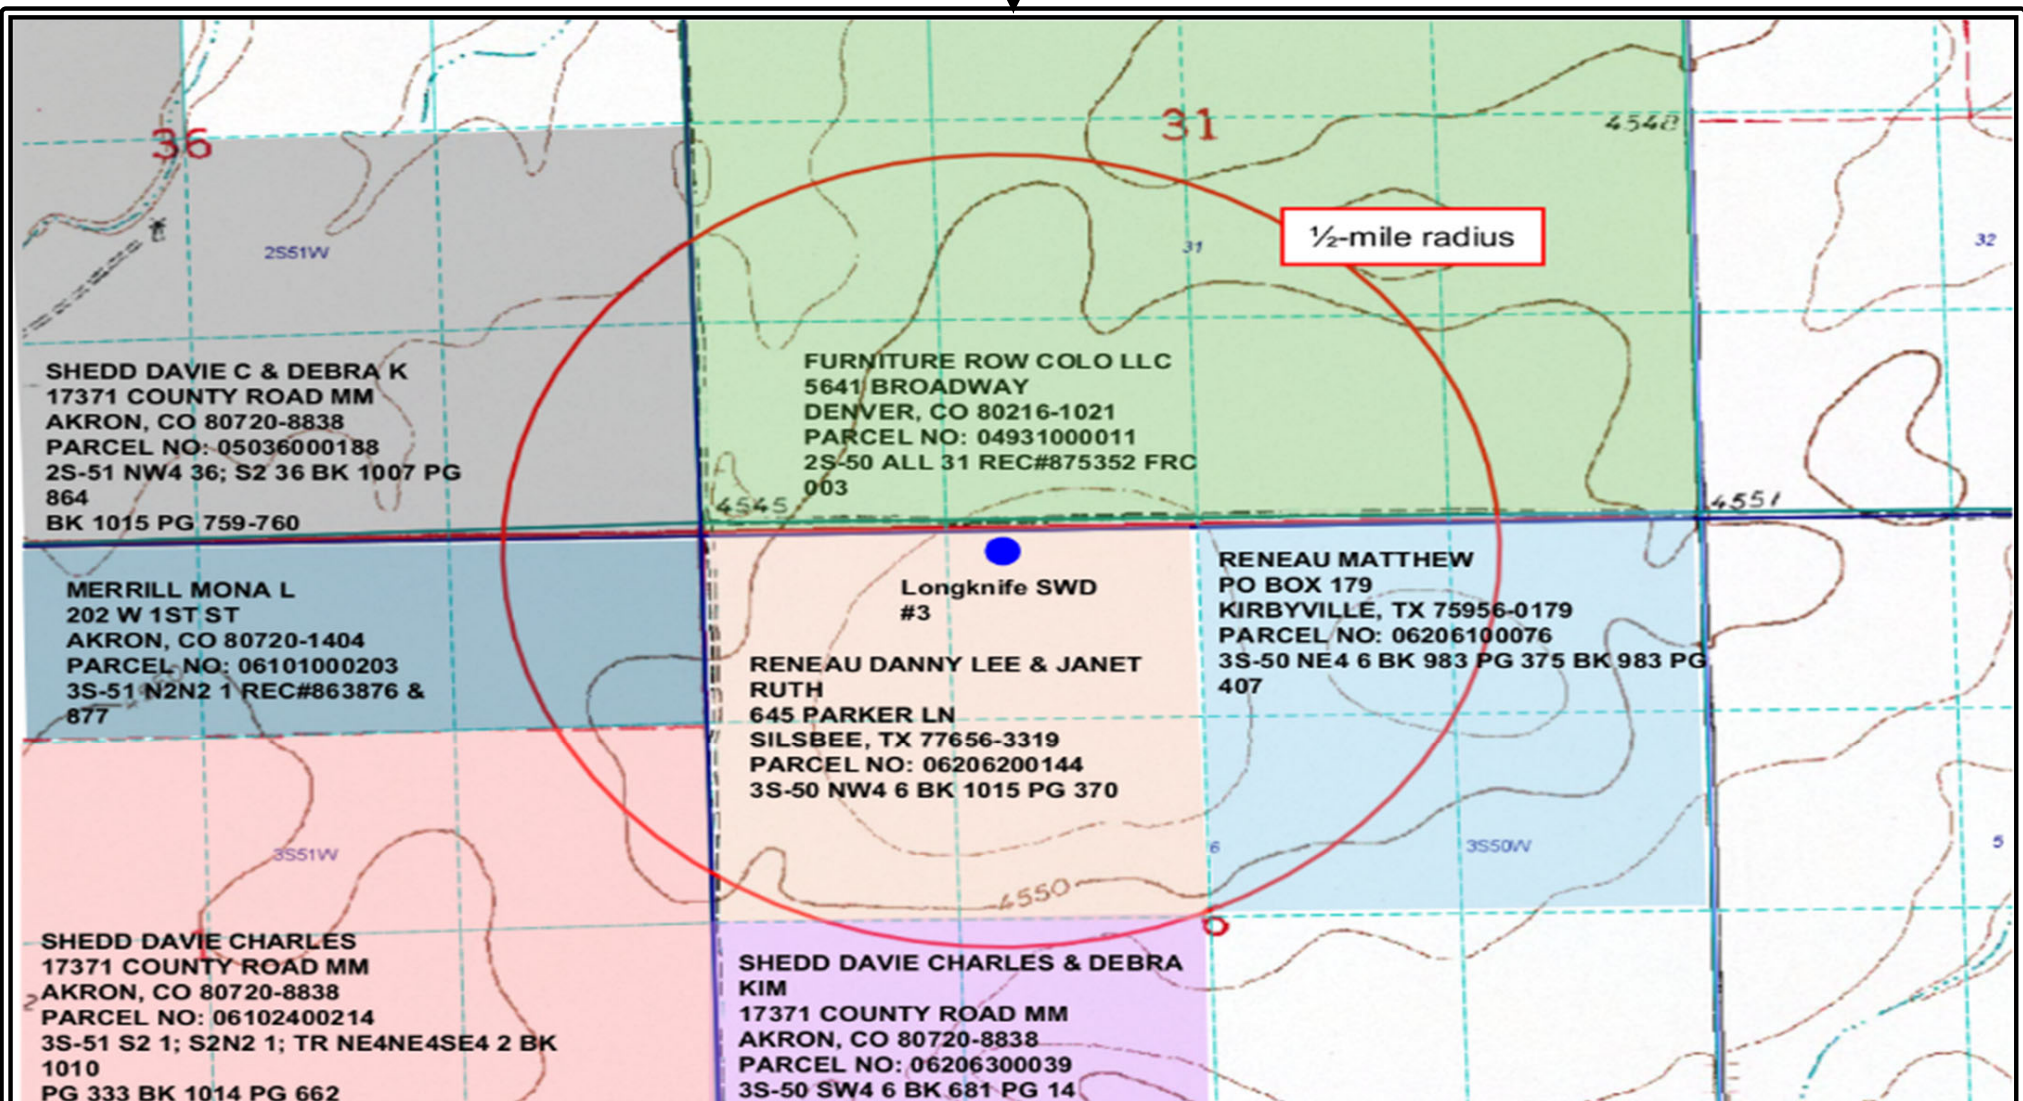 36
31
4548
½-mile radius
2S51W
31
32
SHEDD DAVIE C & DEBRA K
17371 COUNTY ROAD MM
AKRON, CO 80720-8838
PARCEL NO: 05036000188
2S-51 NW4 36; S2 36 BK 1007 PG
864
BK 1015 PG 759-760
FURNITURE ROW COLO LLC
5641 BROADWAY
DENVER, CO 80216-1021
PARCEL NO: 04931000011
2S-50 ALL 31 REC#875352 FRC
003
4545
4551
MERRILL MONA L
202 W 1ST ST
AKRON, CO 80720-1404
PARCEL NO: 06101000203
3S-51 N2N2 1 REC#863876 &
877
Longknife SWD
#3
RENEAU DANNY LEE & JANET
RUTH
645 PARKER LN
SILSBEE, TX 77656-3319
PARCEL NO: 06206200144
3S-50 NW4 6 BK 1015 PG 370
RENEAU MATTHEW
PO BOX 179
KIRBYVILLE, TX 75956-0179
PARCEL NO: 06206100076
3S-50 NE4 6 BK 983 PG 375 BK 983 PG
407
3S51W
6
3S50W
5
4550
1
SHEDD DAVIE CHARLES
17371 COUNTY ROAD MM
AKRON, CO 80720-8838
PARCEL NO: 06102400214
3S-51 S2 1; S2N2 1; TR NE4NE4SE4 2 BK
1010
PG 333 BK 1014 PG 662
2
SHEDD DAVIE CHARLES & DEBRA
KIM
17371 COUNTY ROAD MM
AKRON, CO 80720-8838
PARCEL NO: 06206300039
3S-50 SW4 6 BK 681 PG 14